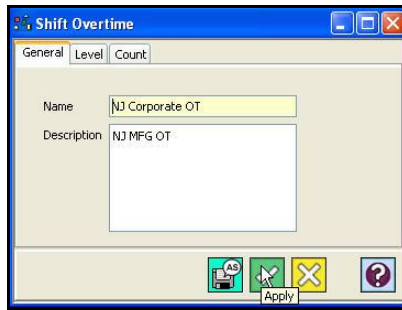 Shift Overtime
General Level Count
Name NJ Corporate OT
Description NJ MFG OT
AS
?
Apply